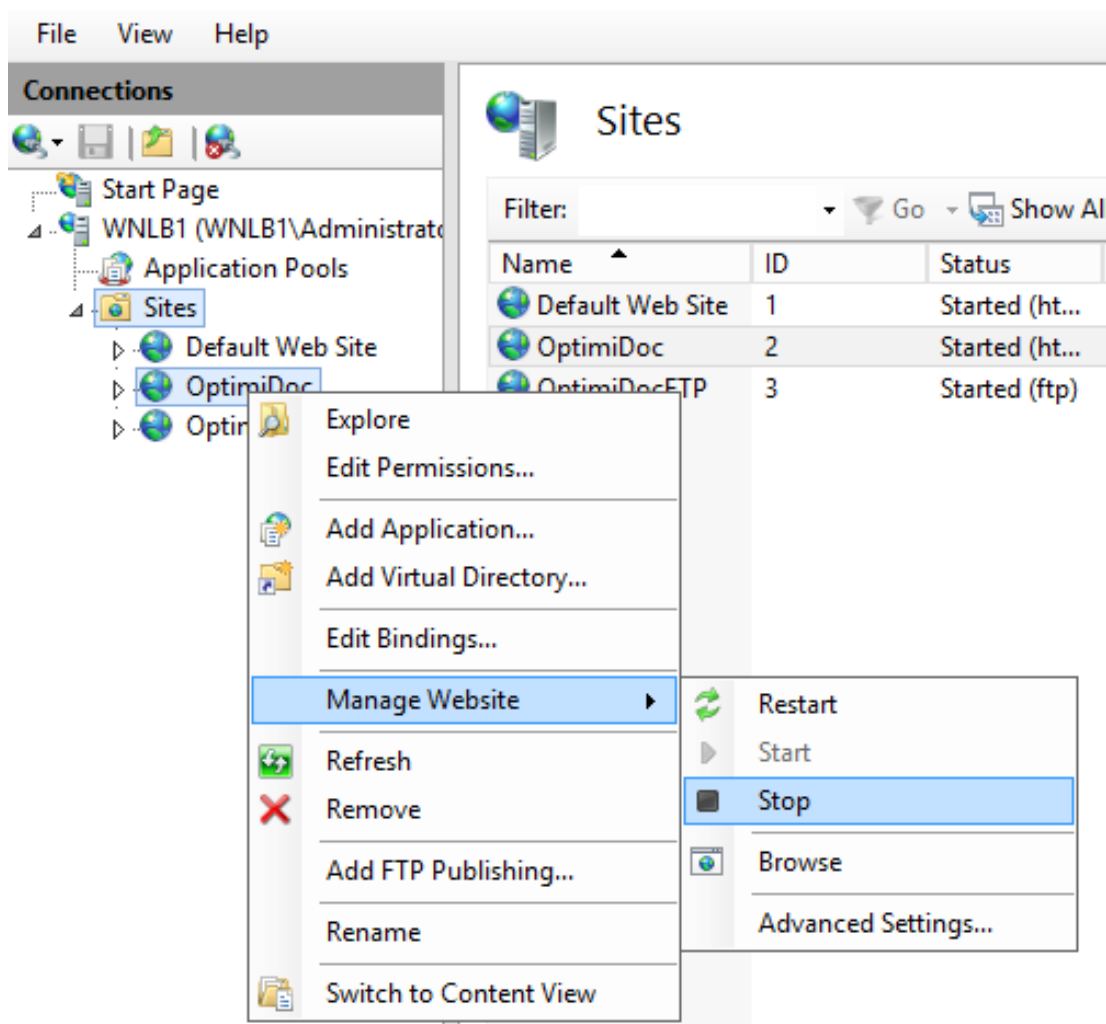 File View Help
Connections
Sites
Start Page
WNLB1 (WNLB1\Administrato
Application Pools
Sites
Default Web Site
OptimiDoc
Optim
Filter:
Go
Show Al
Name ID Status
Default Web Site 1 Started (ht...
OptimiDoc 2 Started (ht...
OptimiDocFTP 3 Started (ftp)
Explore
Edit Permissions...
Add Application...
Add Virtual Directory...
Edit Bindings...
Manage Website
Refresh
Remove
Add FTP Publishing...
Rename
Switch to Content View
Restart
Start
Stop
Browse
Advanced Settings...